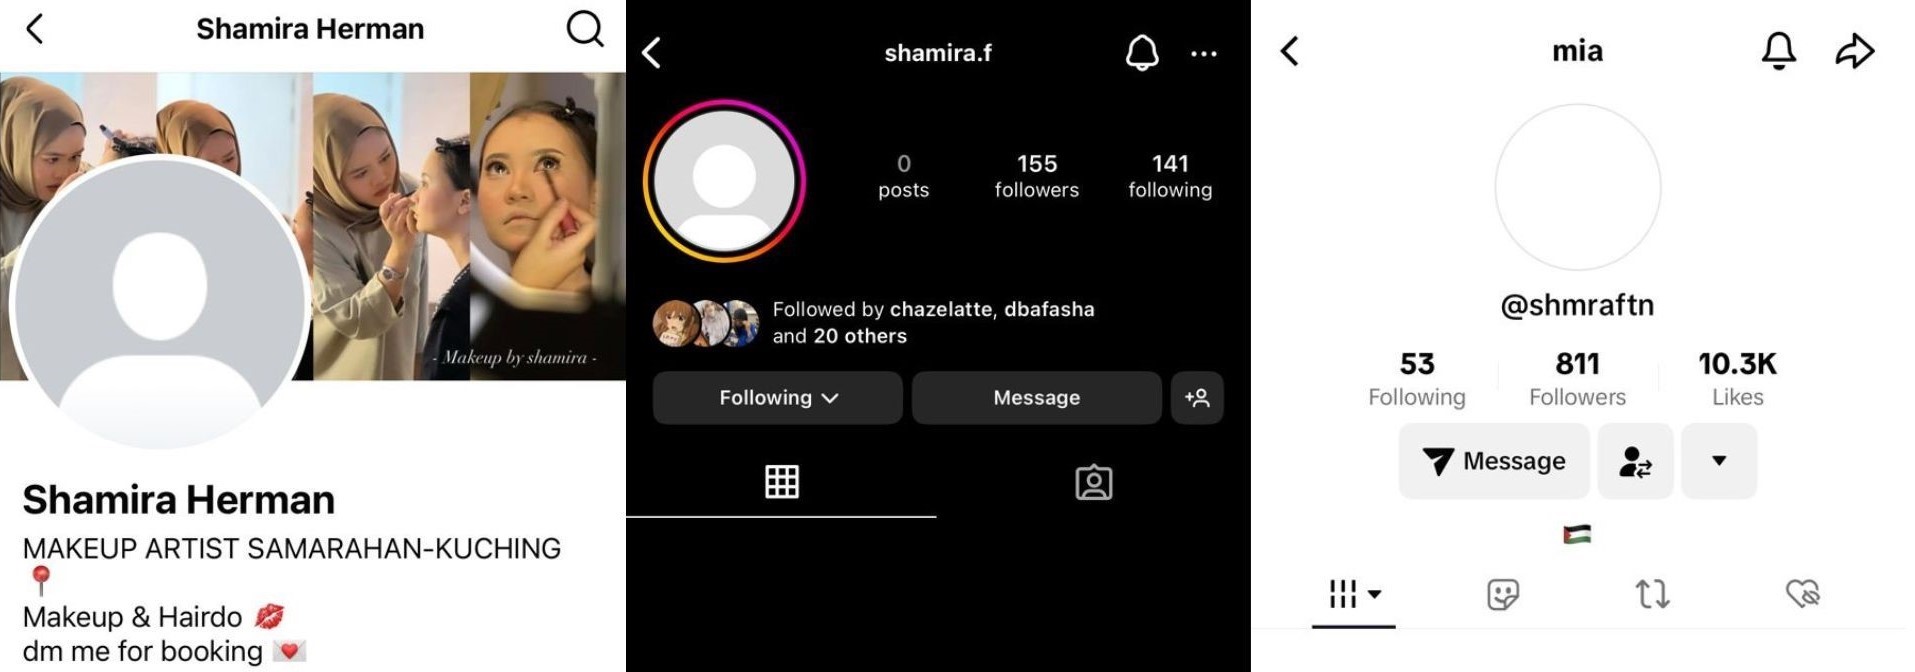 Shamira Herman
- Makeup by shamira -
Shamira Herman
MAKEUP ARTIST SAMARAHAN-KUCHING
📍
Makeup & Hairdo 💋
dm me for booking 💌
shamira.f
0
posts
155
followers
141
following
Followed by chazelatte, dbafasha
and 20 others
Following
Message
mia
@shmraftn
53
Following
811
Followers
10.3K
Likes
Message
🇵🇸